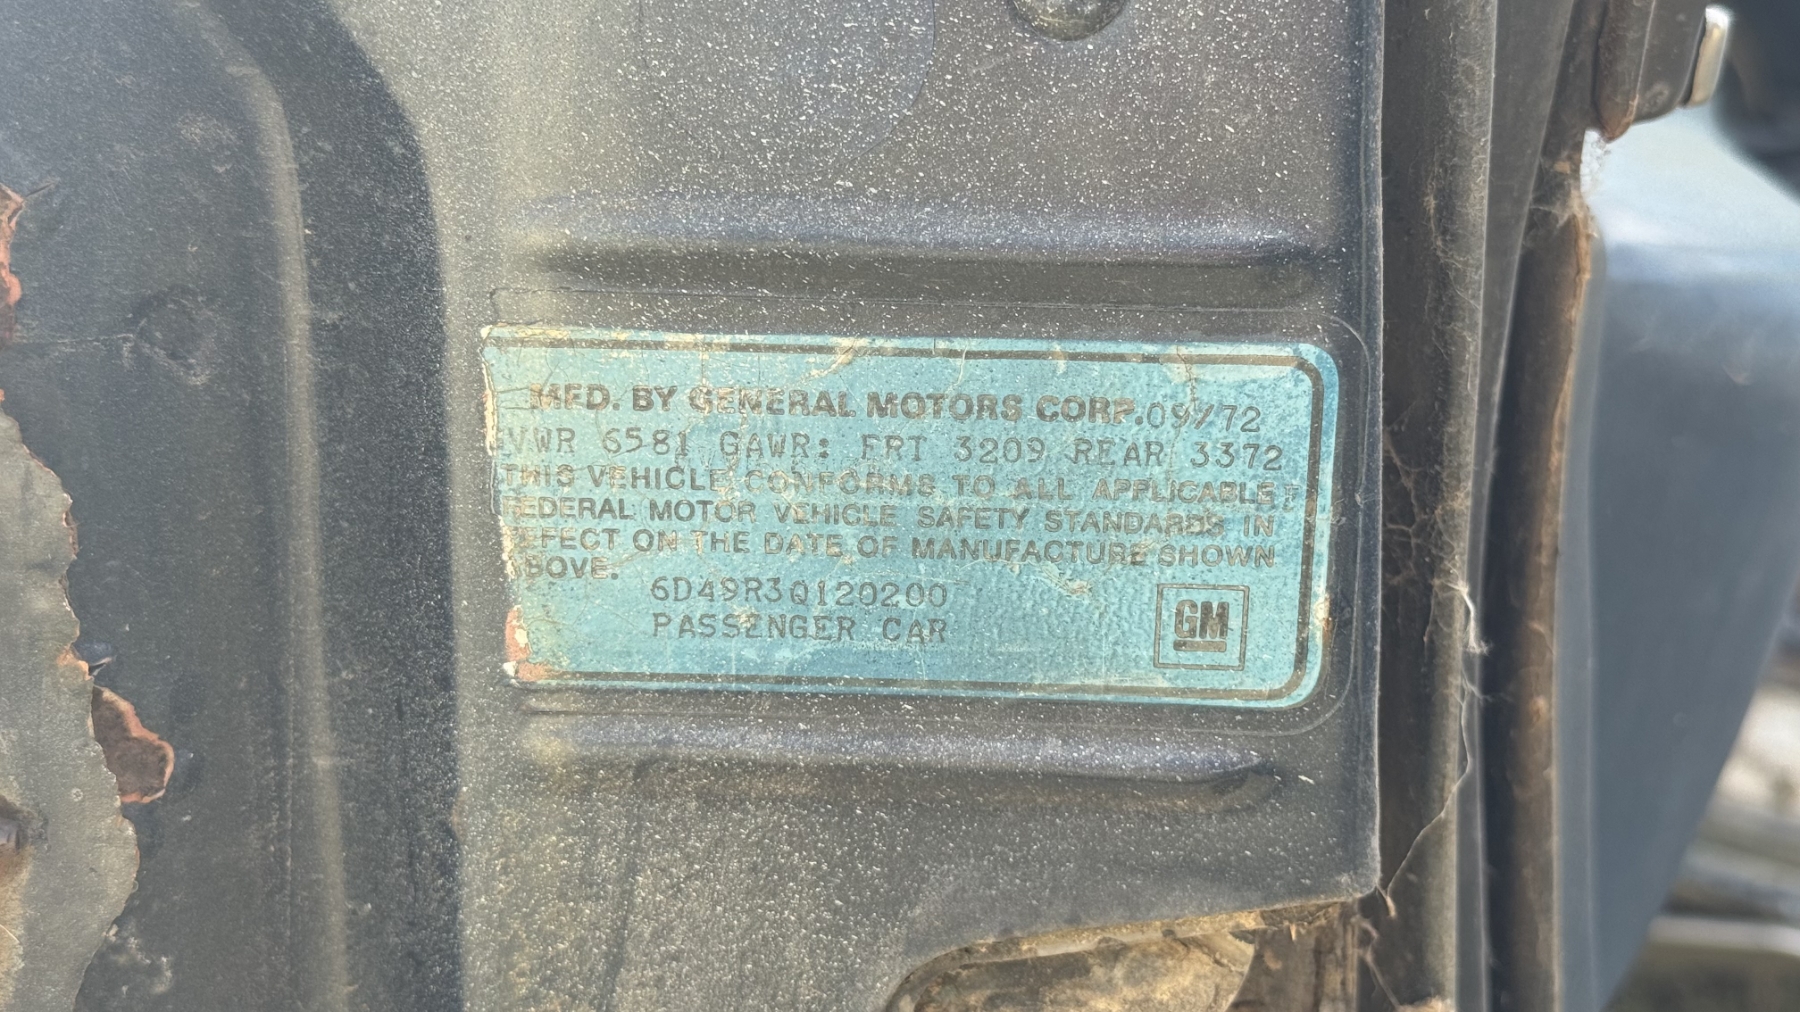 MFD. BY GENERAL MOTORS CORP. 09/72
GVWR 6581 GAWR: FRT 3209 REAR 3372
THIS VEHICLE CONFORMS TO ALL APPLICABLE
FEDERAL MOTOR VEHICLE SAFETY STANDARDS IN
EFFECT ON THE DATE OF MANUFACTURE SHOWN
ABOVE.
6D49R3Q120200
PASSENGER CAR
GM